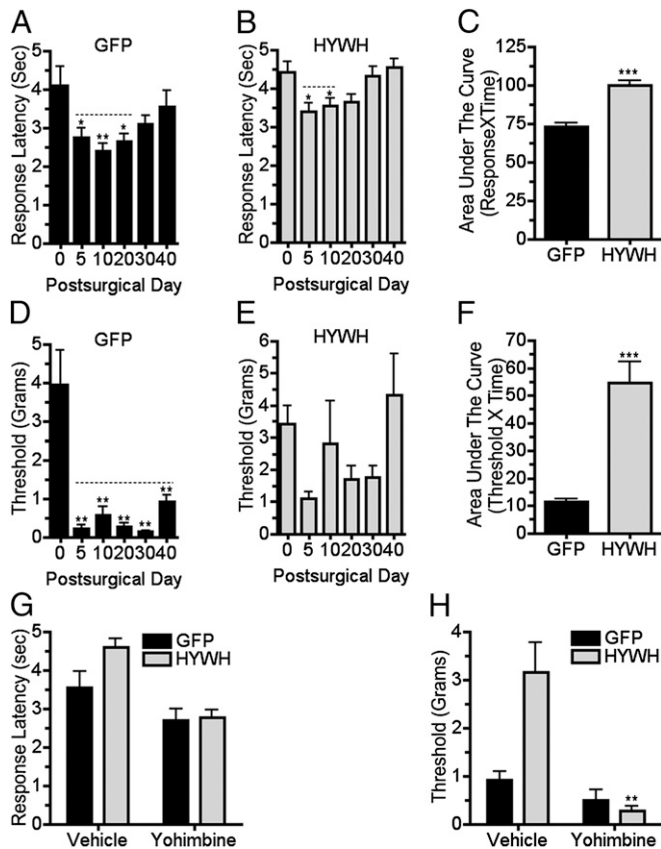 A
GFP
Response Latency (Sec)
5
4
3
2
1
0
* ** *
0 5 10 20 30 40
Postsurgical Day
B
HYWH
Response Latency (Sec)
5
4
3
2
1
0
* *
0 5 10 20 30 40
Postsurgical Day
C
Area Under The Curve
(ResponseXTime)
125
100
75
50
25
0
***
GFP HYWH
D
GFP
Threshold (Grams)
5
4
3
2
1
0
** ** ** ** **
0 5 10 20 30 40
Postsurgical Day
E
HYWH
Threshold (Grams)
6
5
4
3
2
1
0
0 5 10 20 30 40
Postsurgical Day
F
Area Under The Curve
(Threshold X Time)
70
60
50
40
30
20
10
0
***
GFP HYWH
G
GFP
HYWH
Response Latency (sec)
5
4
3
2
1
0
Vehicle Yohimbine
H
GFP
HYWH
Threshold (Grams)
4
3
2
1
0
**
Vehicle Yohimbine